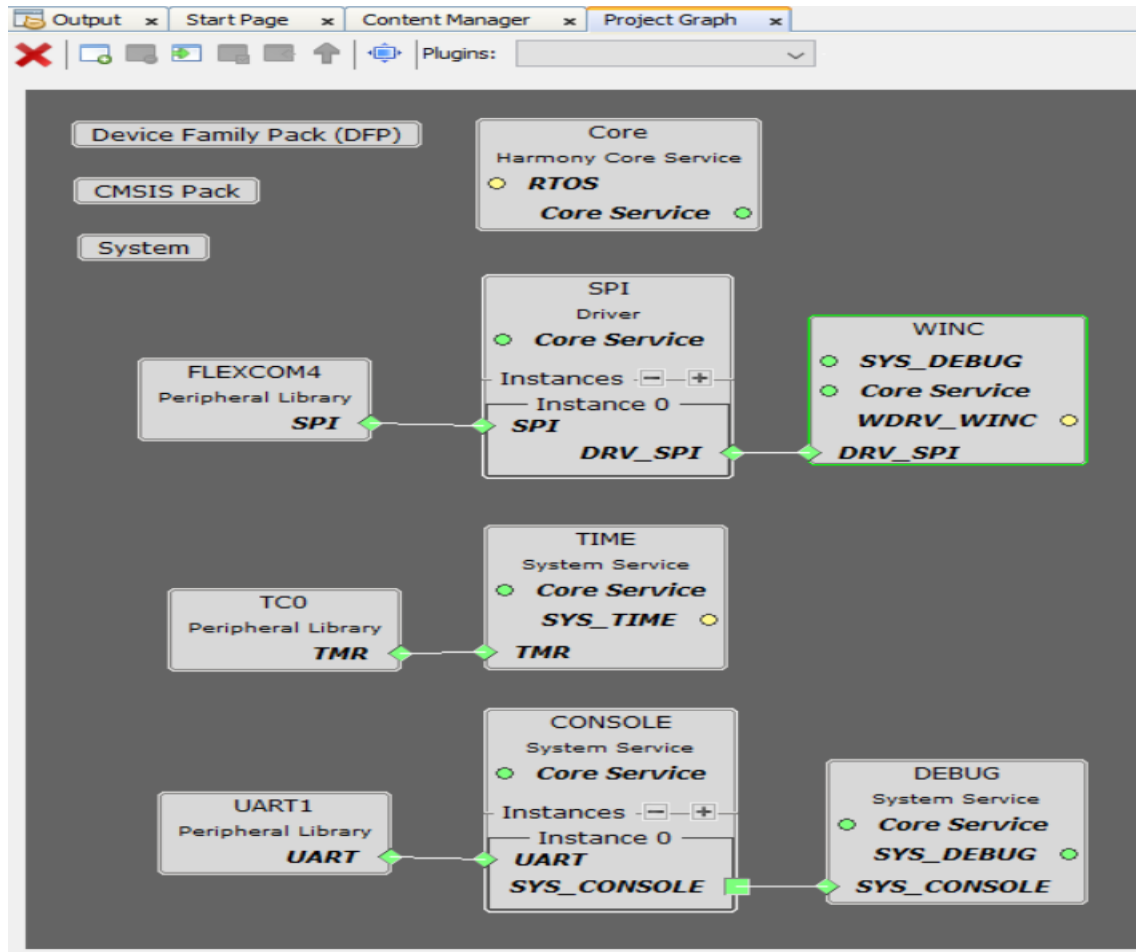 Output
Start Page
Content Manager
Project Graph
Plugins:
Device Family Pack (DFP)
CMSIS Pack
System
Core
Harmony Core Service
RTOS
Core Service
SPI
Driver
Core Service
Instances
Instance 0
SPI
DRV_SPI
FLEXCOM4
Peripheral Library
SPI
WINC
SYS_DEBUG
Core Service
WDRV_WINC
DRV_SPI
TIME
System Service
Core Service
SYS_TIME
TMR
TC0
Peripheral Library
TMR
CONSOLE
System Service
Core Service
Instances
Instance 0
UART
SYS_CONSOLE
UART1
Peripheral Library
UART
DEBUG
System Service
Core Service
SYS_DEBUG
SYS_CONSOLE